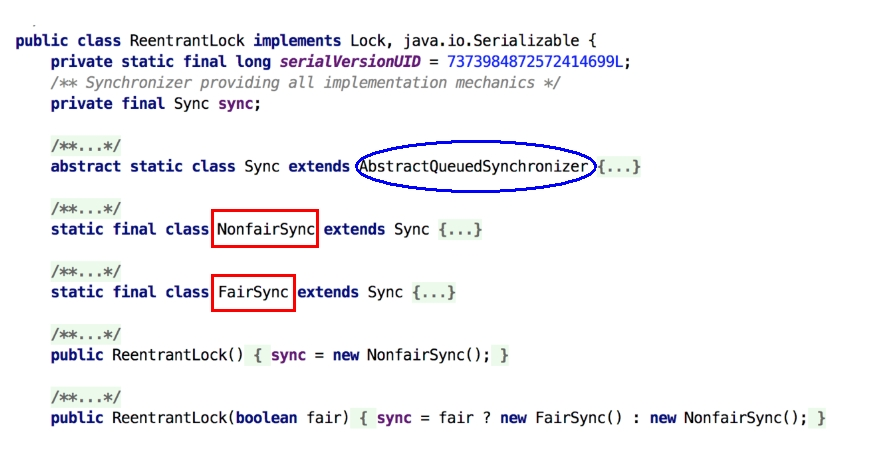 public class ReentrantLock implements Lock, java.io.Serializable {
private static final long serialVersionUID = 7373984872572414699L;
/** Synchronizer providing all implementation mechanics */
private final Sync sync;
/**...*/
abstract static class Sync extends AbstractQueuedSynchronizer {...}
/**...*/
static final class NonfairSync extends Sync {...}
/**...*/
static final class FairSync extends Sync {...}
/**...*/
public ReentrantLock() { sync = new NonfairSync(); }
/**...*/
public ReentrantLock(boolean fair) { sync = fair ? new FairSync() : new NonfairSync(); }